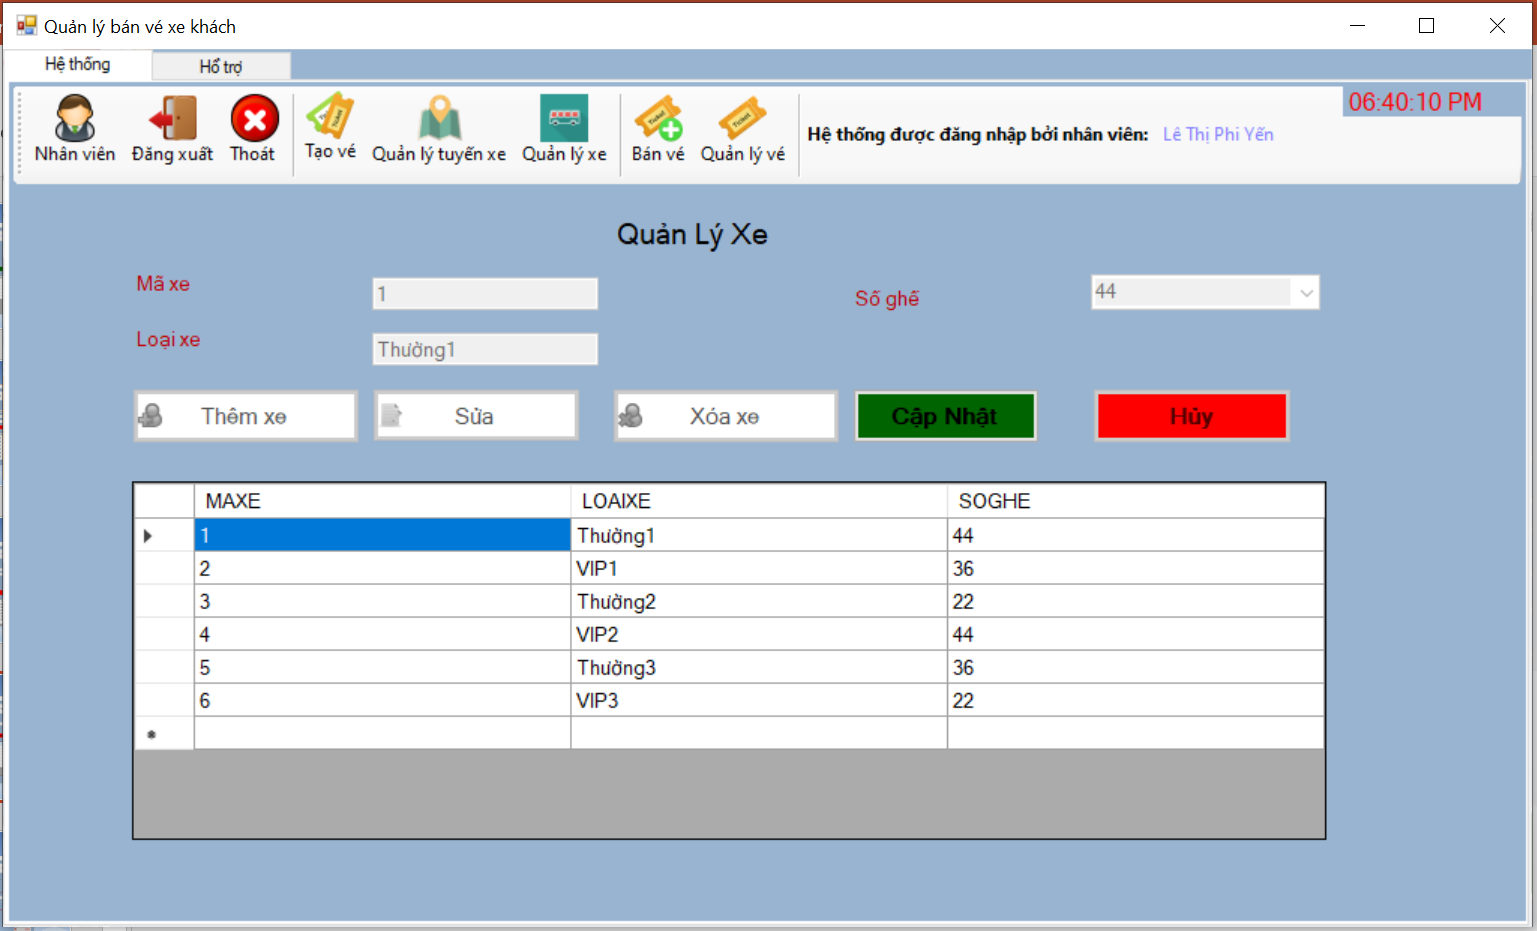 Quản lý bán vé xe khách
Hệ thống
Hổ trợ
Nhân viên
Đăng xuất
Thoát
Tạo vé
Quản lý tuyến xe
Quản lý xe
Bán vé
Quản lý vé
Hệ thống được đăng nhập bởi nhân viên: Lê Thị Phi Yến
06:40:10 PM
Quản Lý Xe
Mã xe
1
Số ghế
44
Loại xe
Thường1
Thêm xe
Sửa
Xóa xe
Cập Nhật
Hủy
MAXE LOAIXE SOGHE
1 Thường1 44
2 VIP1 36
3 Thường2 22
4 VIP2 44
5 Thường3 36
6 VIP3 22